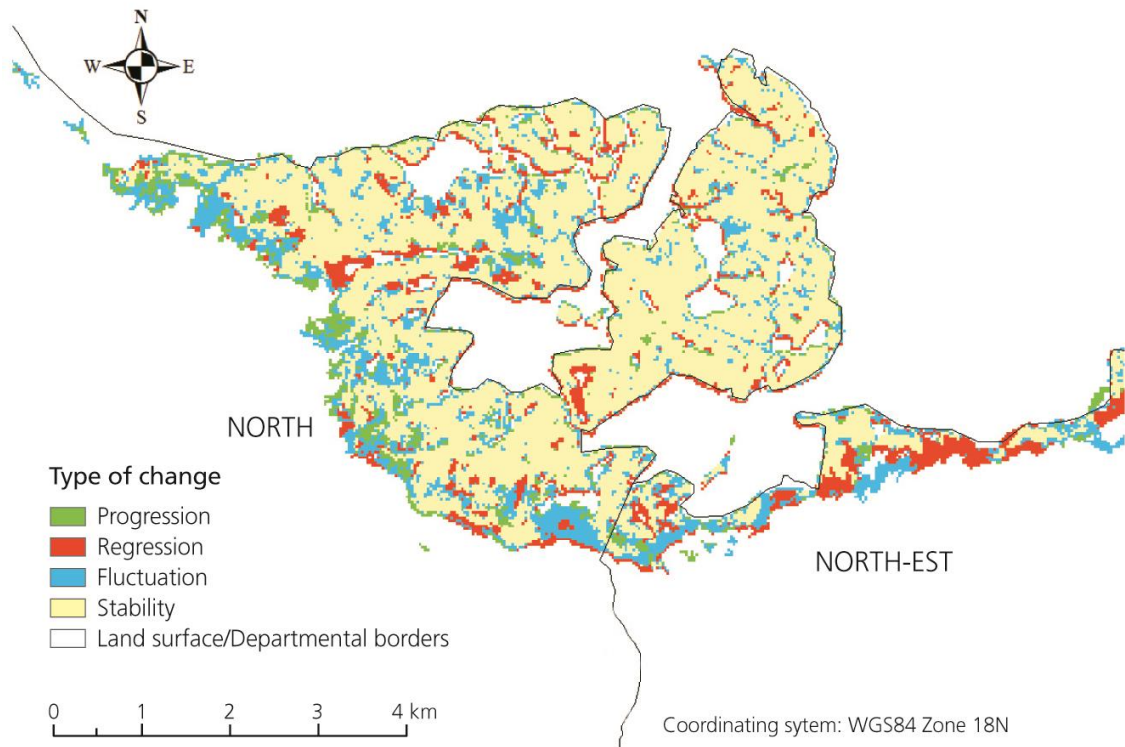 N
W E
S
NORTH
Type of change
Progression
Regression
Fluctuation
Stability
Land surface/Departmental borders
NORTH-EST
0 1 2 3 4 km
Coordinating sytem: WGS84 Zone 18N